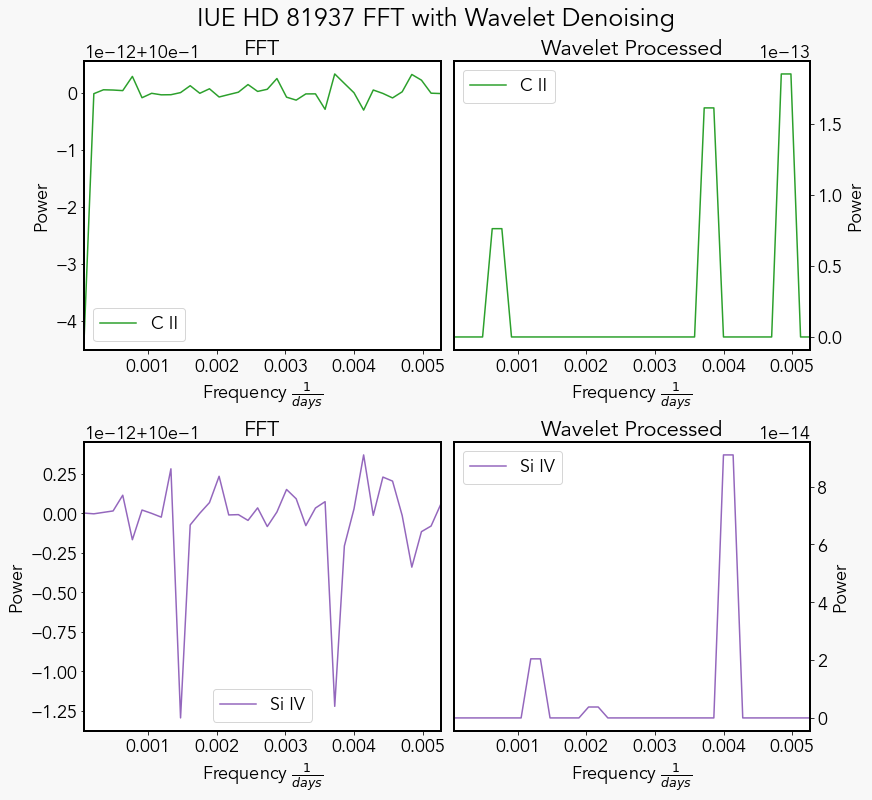 IUE HD 81937 FFT with Wavelet Denoising
FFT
1e−12+10e−1
Power
0
−1
−2
−3
−4
C II
0.001 0.002 0.003 0.004 0.005
Frequency 1/days
Wavelet Processed
1e−13
C II
1.5
1.0
0.5
0.0
Power
0.001 0.002 0.003 0.004 0.005
Frequency 1/days
FFT
1e−12+10e−1
Power
0.25
0.00
−0.25
−0.50
−0.75
−1.00
−1.25
Si IV
0.001 0.002 0.003 0.004 0.005
Frequency 1/days
Wavelet Processed
1e−14
Si IV
8
6
4
2
0
Power
0.001 0.002 0.003 0.004 0.005
Frequency 1/days